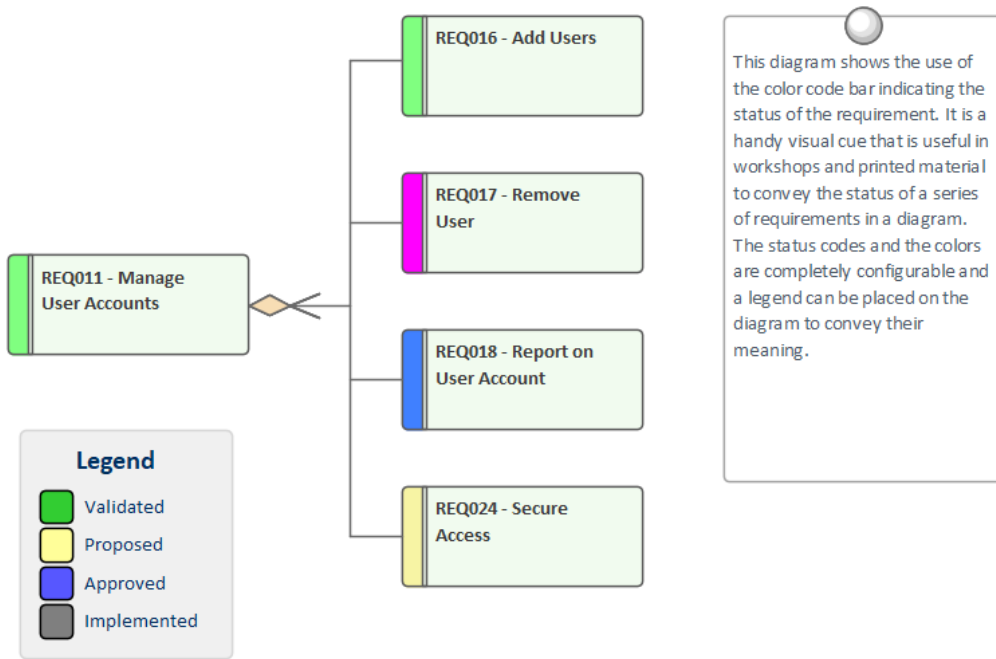 REQ016 - Add Users
REQ017 - Remove
User
REQ011 - Manage
User Accounts
REQ018 - Report on
User Account
REQ024 - Secure
Access
Legend
Validated
Proposed
Approved
Implemented
This diagram shows the use of
the color code bar indicating the
status of the requirement. It is a
handy visual cue that is useful in
workshops and printed material
to convey the status of a series
of requirements in a diagram.
The status codes and the colors
are completely configurable and
a legend can be placed on the
diagram to convey their
meaning.